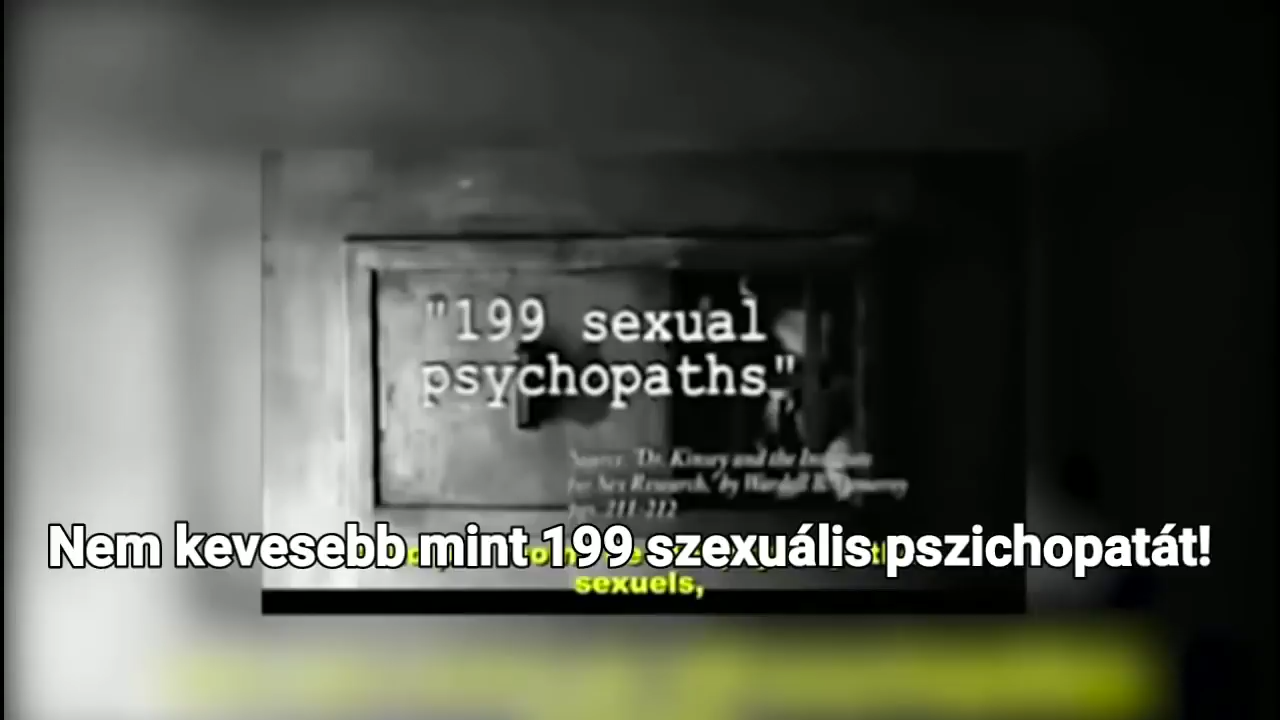 "199 sexual
psychopaths"
Source: "Dr. Kinsey and the Institute
for Sex Research," by Wardell B. Pomeroy
pgs. 211-212
Nem kevesebb mint 199 szexuális pszichopatát!
sexuels,